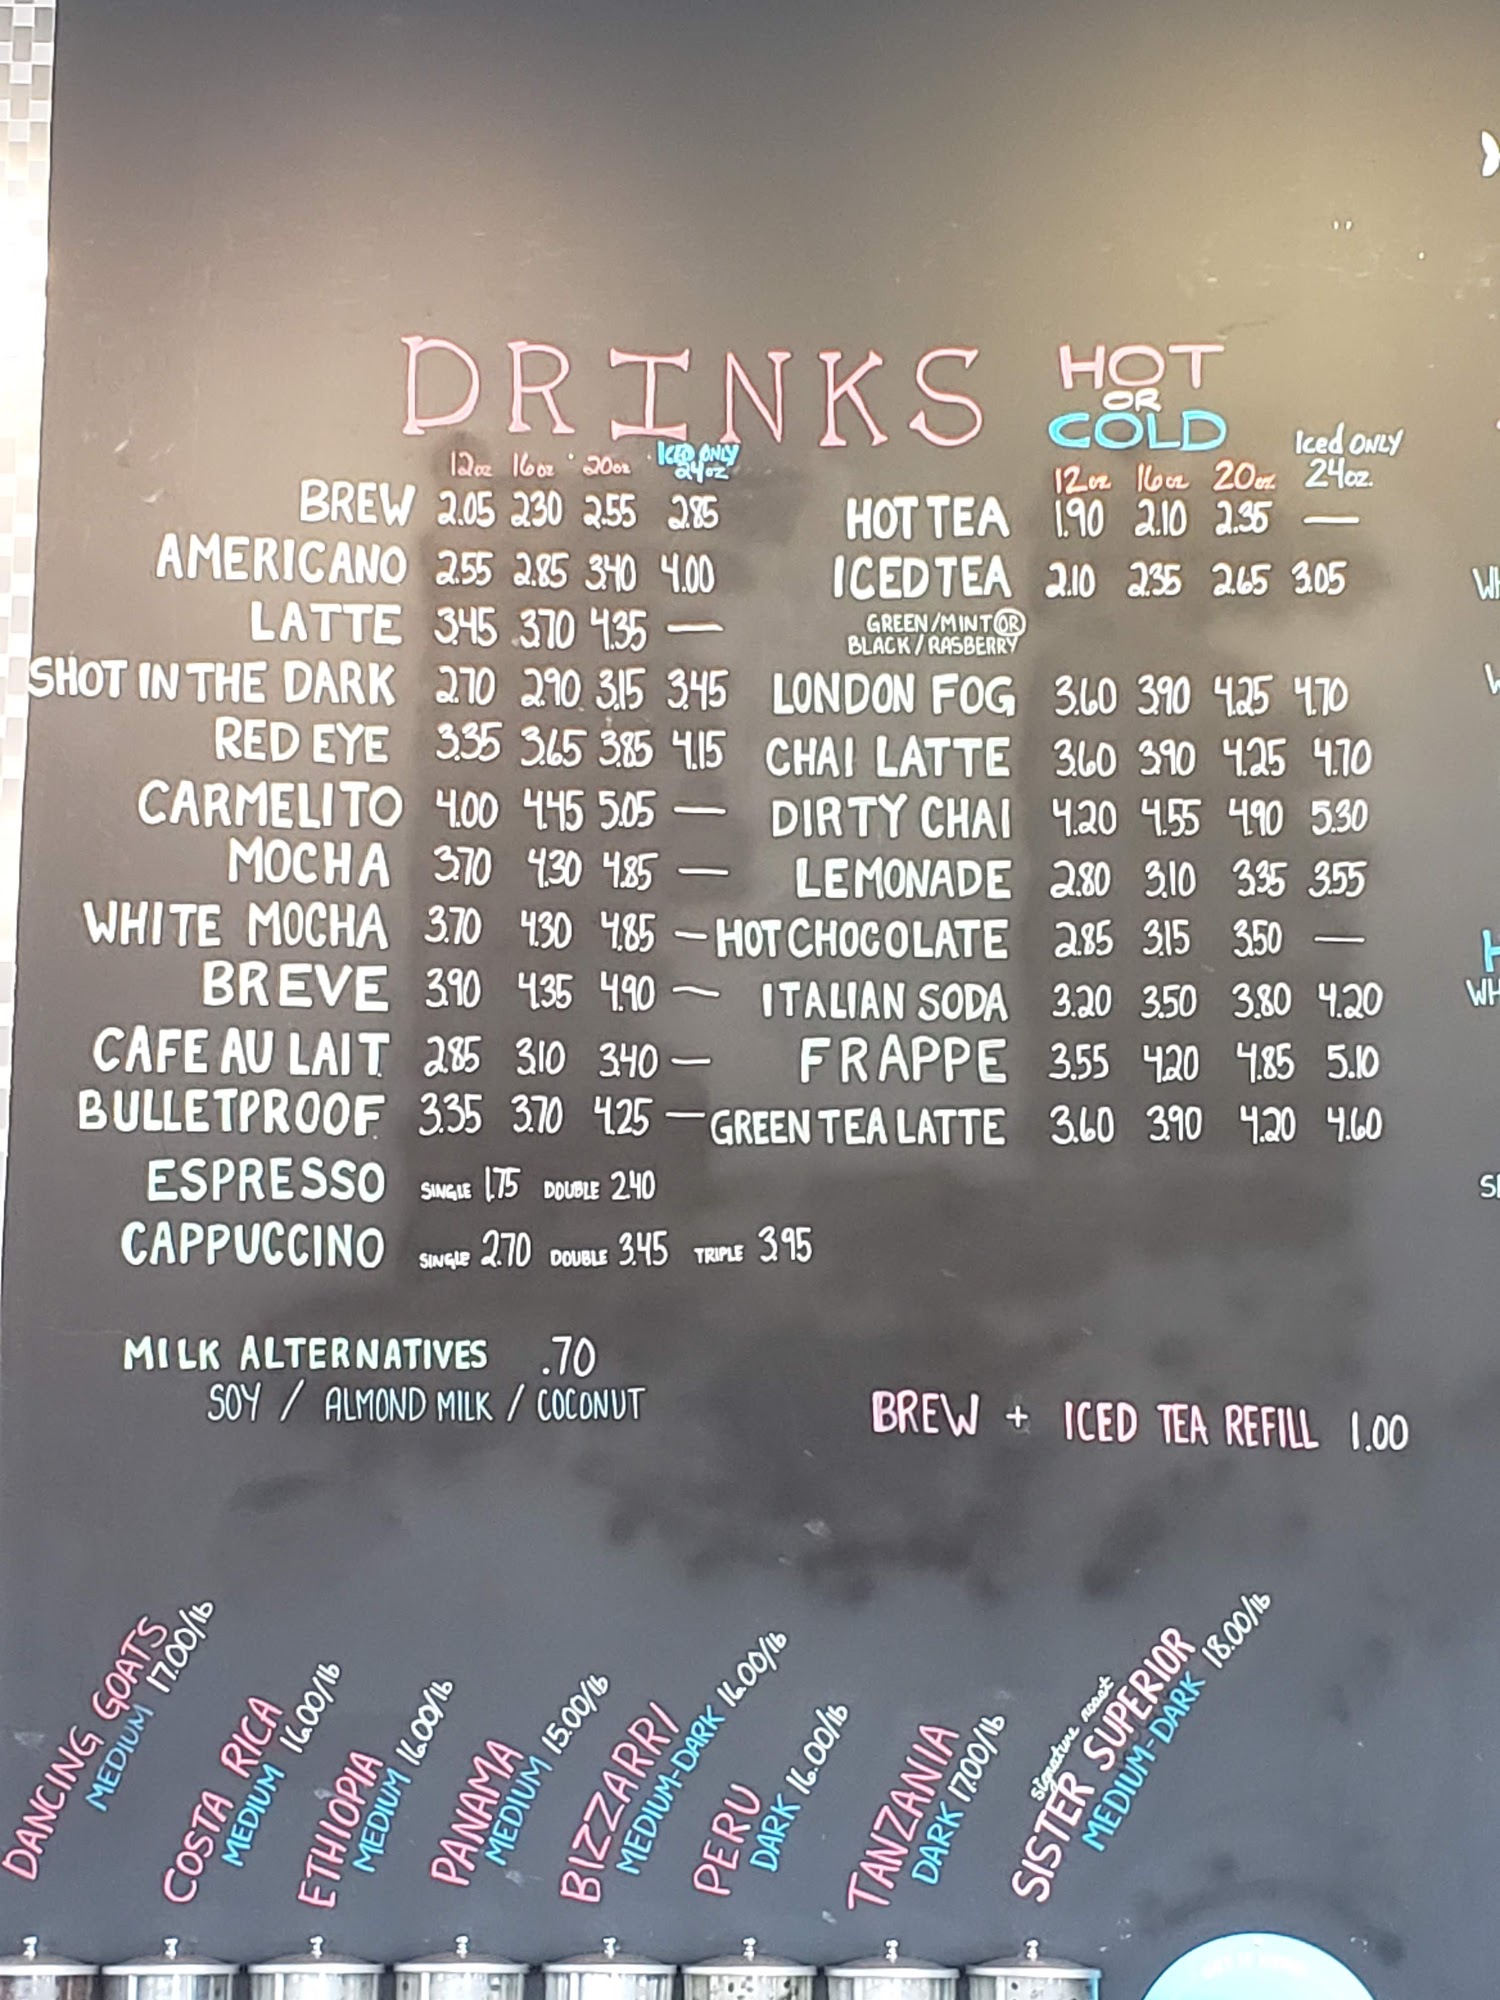 DRINKS
HOT
OR
COLD
12oz 16oz 20oz ICED ONLY 24oz
BREW 2.05 2.30 2.55 2.85
AMERICANO 2.55 2.85 3.40 4.00
LATTE 3.45 3.70 4.35 —
SHOT IN THE DARK 2.70 2.90 3.15 3.45
RED EYE 3.35 3.65 3.85 4.15
CARMELITO 4.00 4.45 5.05 —
MOCHA 3.70 4.30 4.85 —
WHITE MOCHA 3.70 4.30 4.85 —
BREVE 3.90 4.35 4.90 —
CAFE AU LAIT 2.85 3.10 3.40 —
BULLETPROOF 3.35 3.70 4.25 —
ESPRESSO SINGLE 1.75 DOUBLE 2.40
CAPPUCCINO SINGLE 2.70 DOUBLE 3.45 TRIPLE 3.95
MILK ALTERNATIVES .70
SOY / ALMOND MILK / COCONUT
12oz 16oz 20oz Iced ONLY 24oz.
HOT TEA 1.90 2.10 2.35 —
ICED TEA 2.10 2.35 2.65 3.05
GREEN/MINT OR
BLACK/RASBERRY
LONDON FOG 3.60 3.90 4.25 4.70
CHAI LATTE 3.60 3.90 4.25 4.70
DIRTY CHAI 4.20 4.55 4.90 5.30
LEMONADE 2.80 3.10 3.35 3.55
HOT CHOCOLATE 2.85 3.15 3.50 —
ITALIAN SODA 3.20 3.50 3.80 4.20
FRAPPE 3.55 4.20 4.85 5.10
GREEN TEA LATTE 3.60 3.90 4.20 4.60
BREW + ICED TEA REFILL 1.00
DANCING GOATS
MEDIUM 17.00/lb
COSTA RICA
MEDIUM 16.00/lb
ETHIOPIA
MEDIUM 16.00/lb
PANAMA
MEDIUM 15.00/lb
BIZZARRI
MEDIUM-DARK 16.00/lb
PERU
DARK 16.00/lb
TANZANIA
DARK 17.00/lb
signature roast
SISTER SUPERIOR
MEDIUM-DARK 18.00/lb